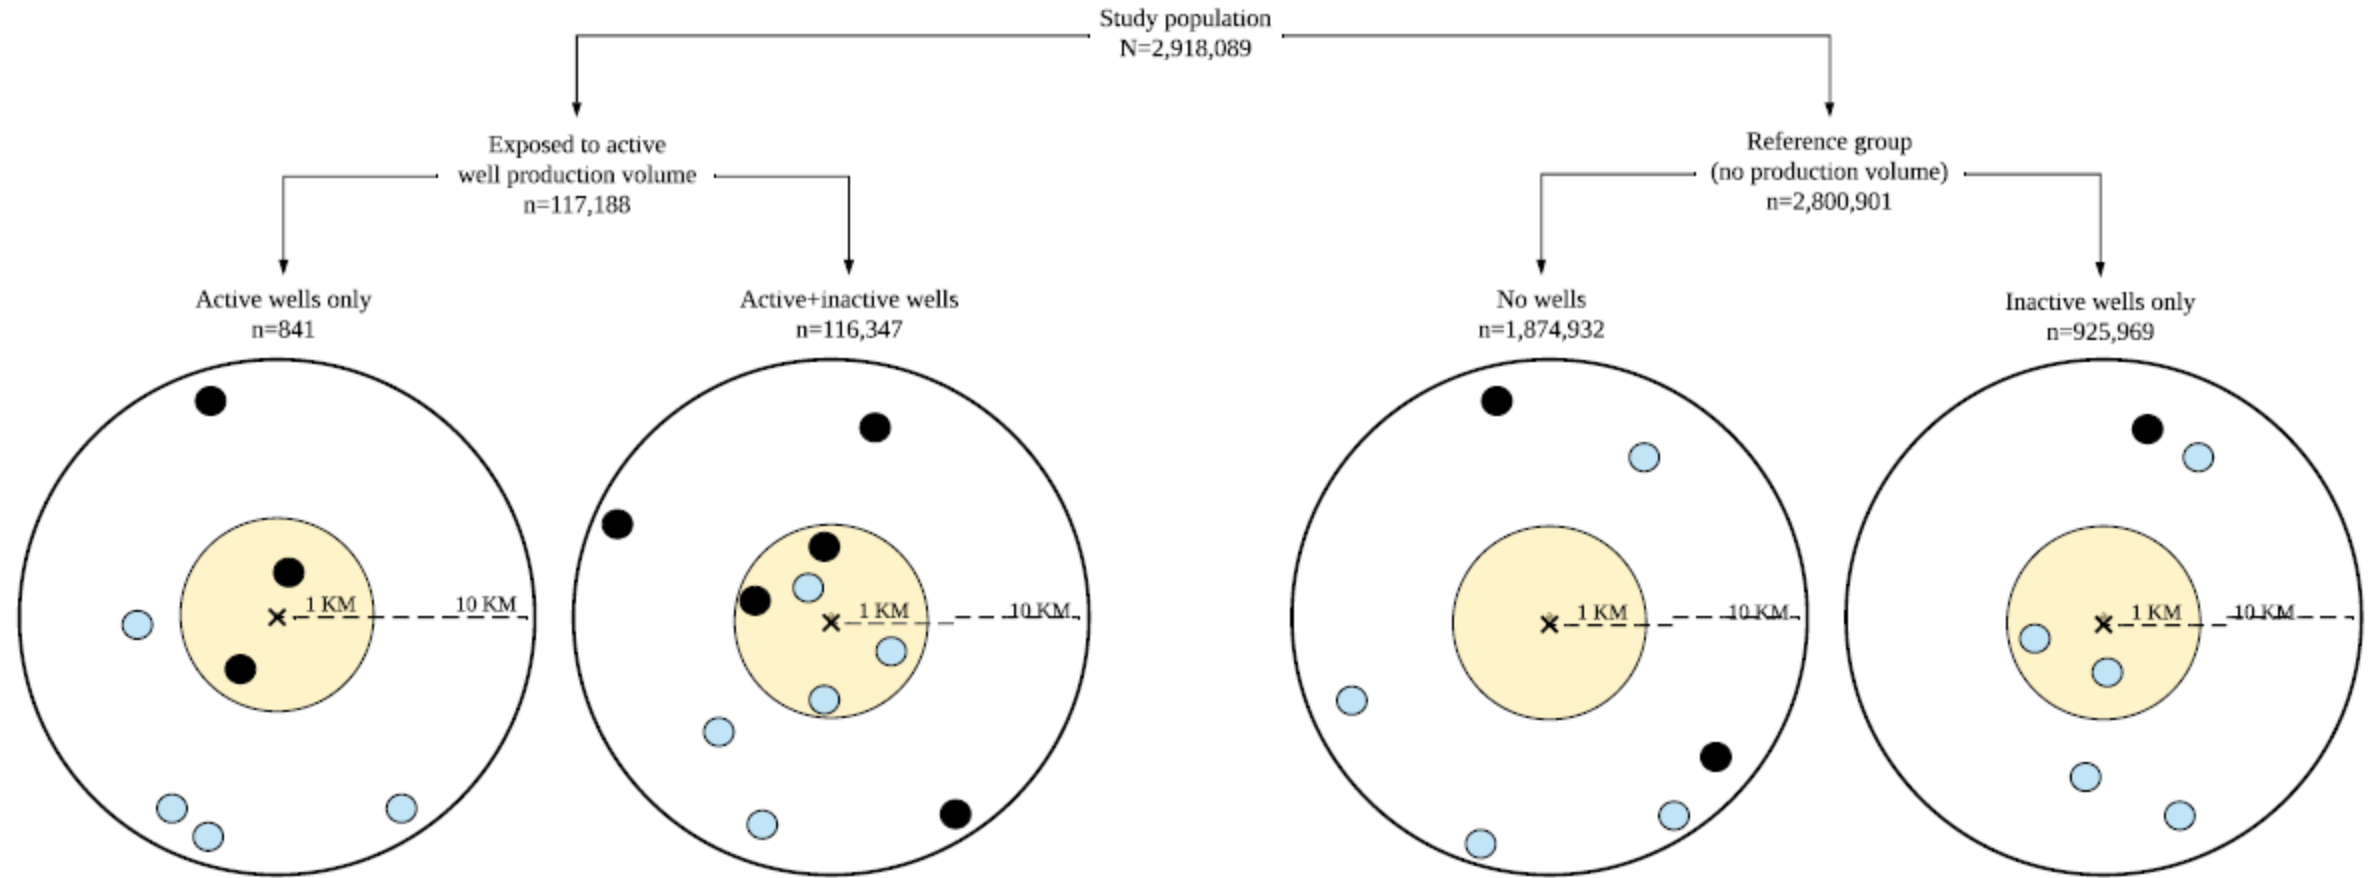 Study population
N=2,918,089
Exposed to active
well production volume
n=117,188
Reference group
(no production volume)
n=2,800,901
Active wells only
n=841
Active+inactive wells
n=116,347
No wells
n=1,874,932
Inactive wells only
n=925,969
1 KM
10 KM
1 KM
10 KM
1 KM
10 KM
1 KM
10 KM